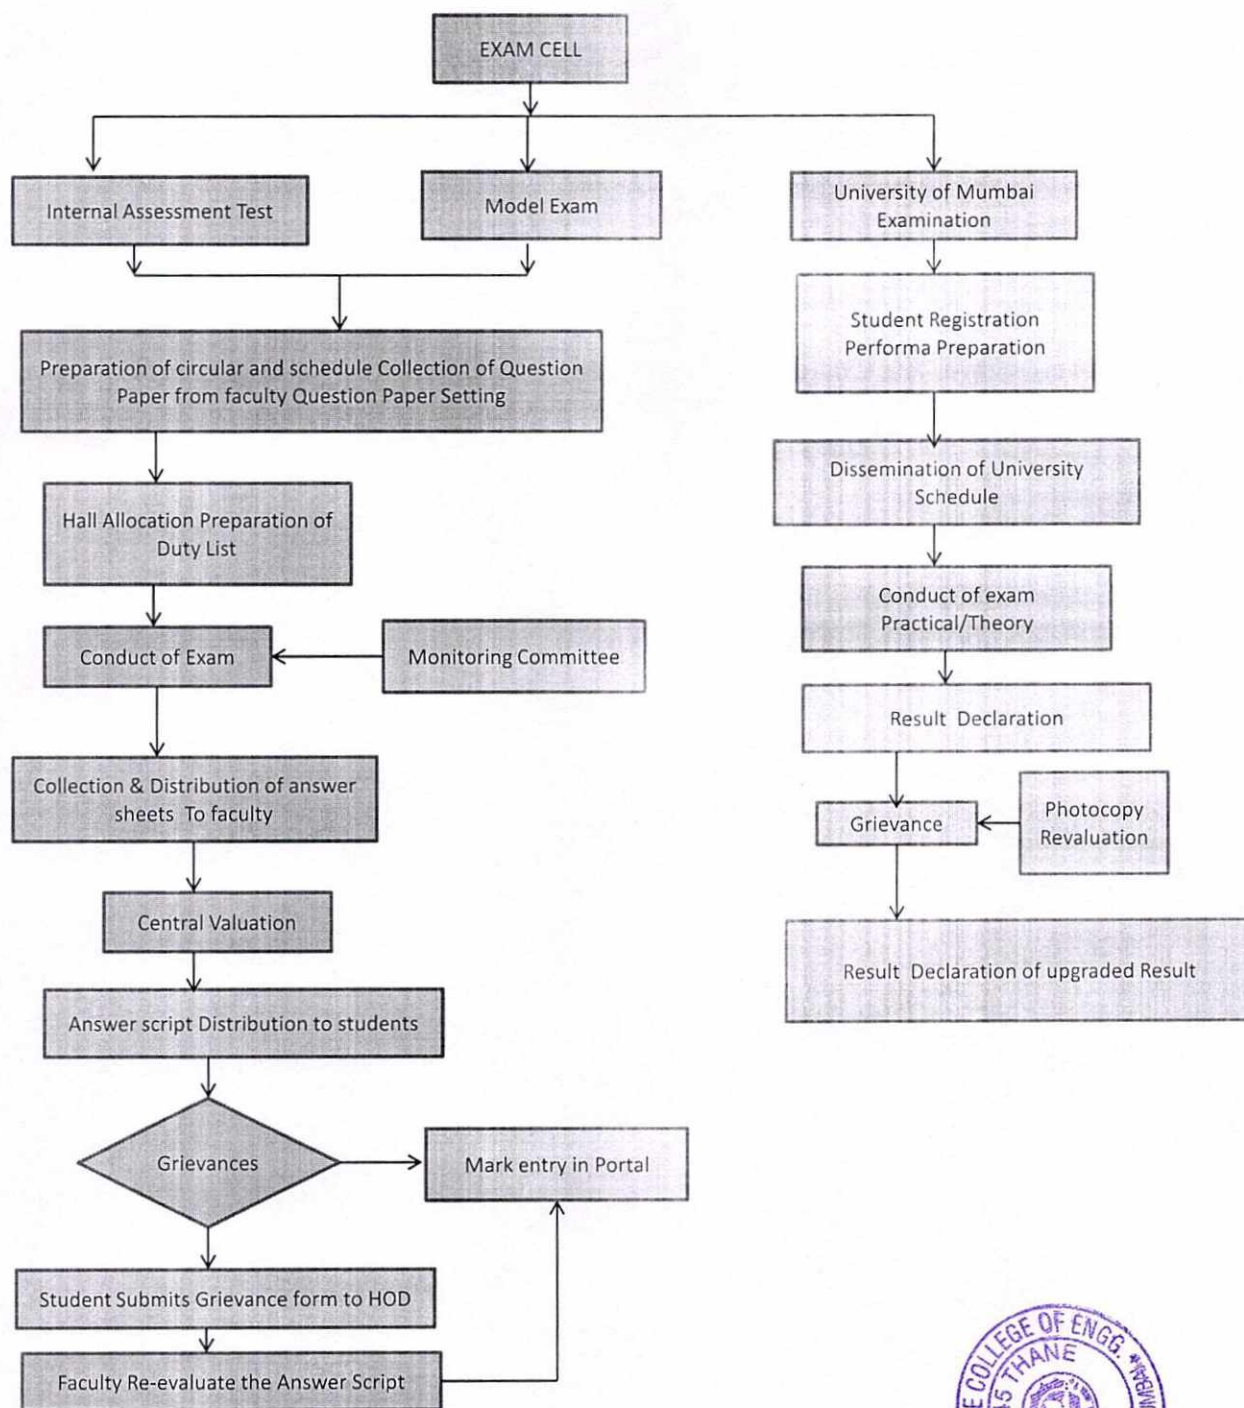 EXAM CELL
Internal Assessment Test
Model Exam
University of Mumbai
Examination
Preparation of circular and schedule Collection of Question
Paper from faculty Question Paper Setting
Hall Allocation Preparation of
Duty List
Conduct of Exam
Monitoring Committee
Collection & Distribution of answer
sheets To faculty
Central Valuation
Answer script Distribution to students
Grievances
Mark entry in Portal
Student Submits Grievance form to HOD
Faculty Re-evaluate the Answer Script
Student Registration
Performa Preparation
Dissemination of University
Schedule
Conduct of exam
Practical/Theory
Result Declaration
Grievance
Photocopy
Revaluation
Result Declaration of upgraded Result
COLLEGE OF ENGG.
THANE